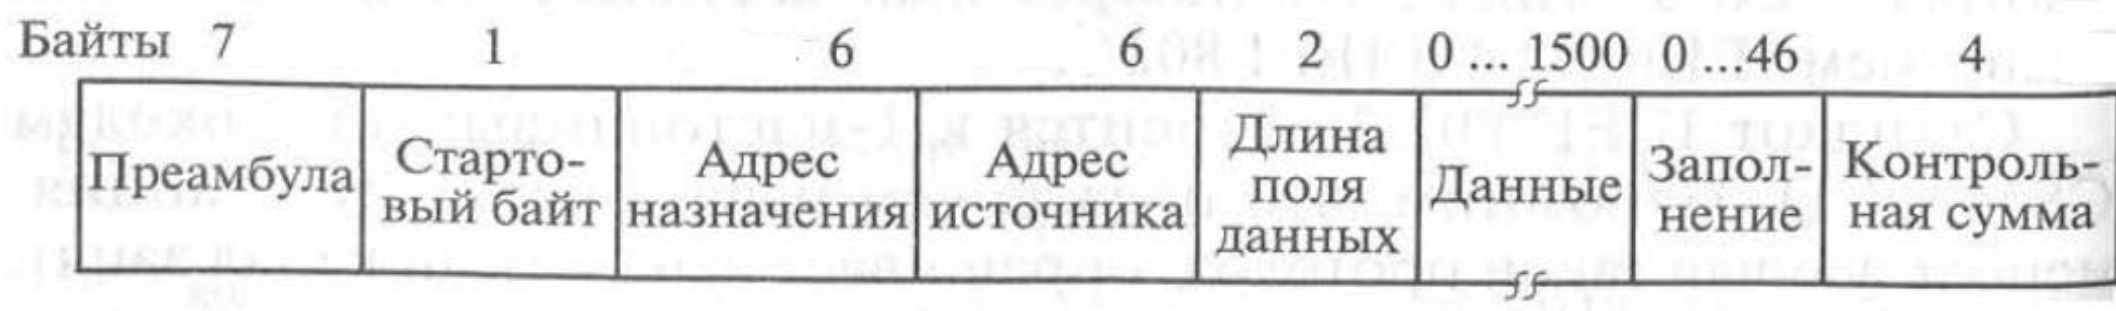 Байты 7 1 6 6 2 0 ... 1500 0 ...46 4
Преамбула
Старто-
вый байт
Адрес
назначения
Адрес
источника
Длина
поля
данных
Данные
Запол-
нение
Контроль-
ная сумма